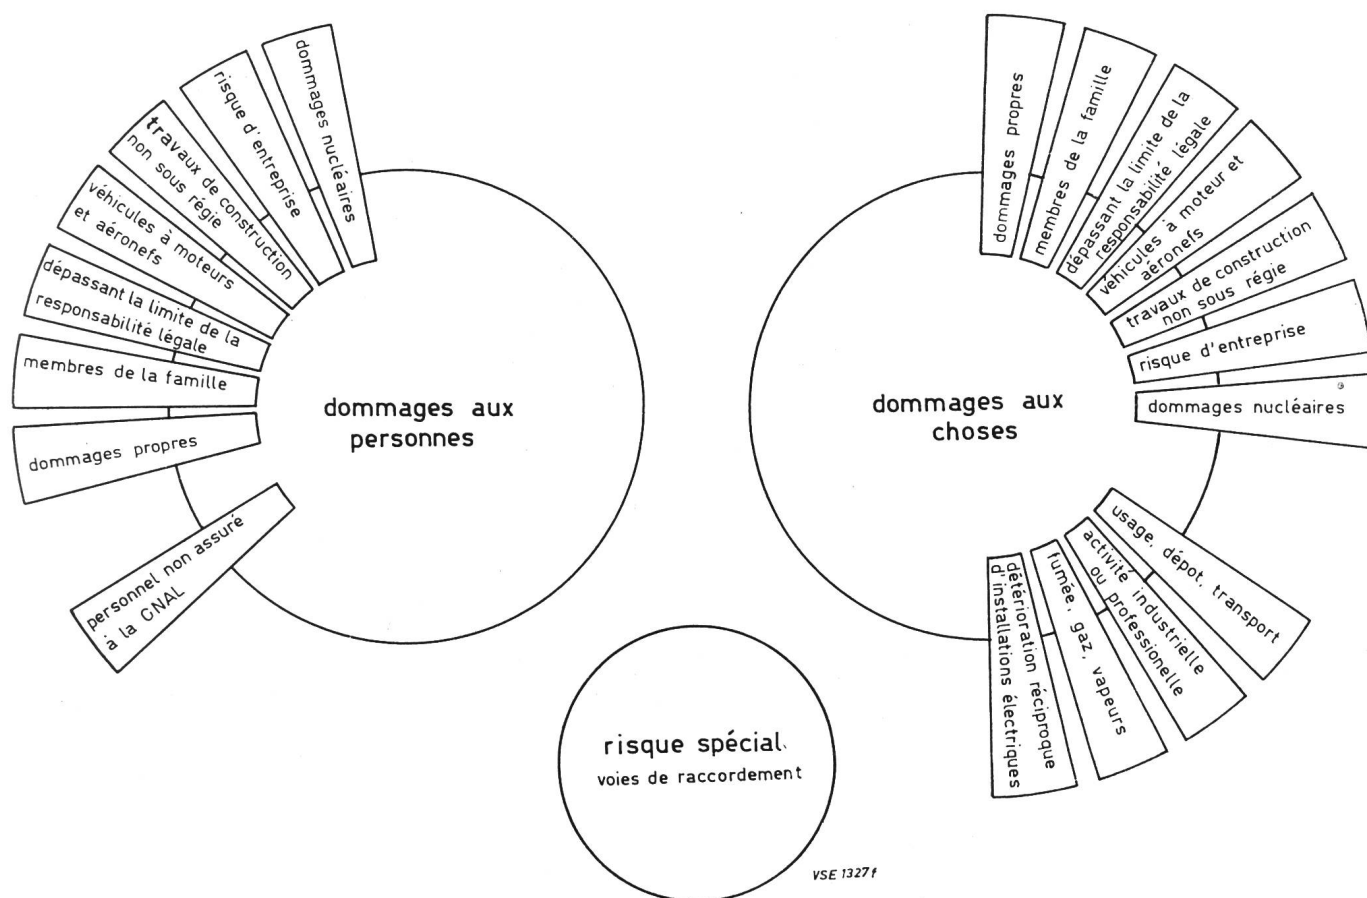 dommages nucléaires
risque d'entreprise
travaux de construction
non sous régie
véhicules à moteurs
et aéronefs
dépassant la limite de la
responsabilité légale
membres de la famille
dommages propres
personnel non assuré
à la GNAL
dommages aux
personnes
dommages propres
membres de la famille
dépassant la limite de la
responsabilité légale
véhicules à moteur et
aéronefs
travaux de construction
non sous régie
risque d'entreprise
dommages nucléaires
usage, dépot, transport
activité industrielle
ou professionelle
fumée, gaz, vapeurs
détérioration réciproque
d'installations électriques
dommages aux
choses
risque spécial
voies de raccordement
VSE 1327f